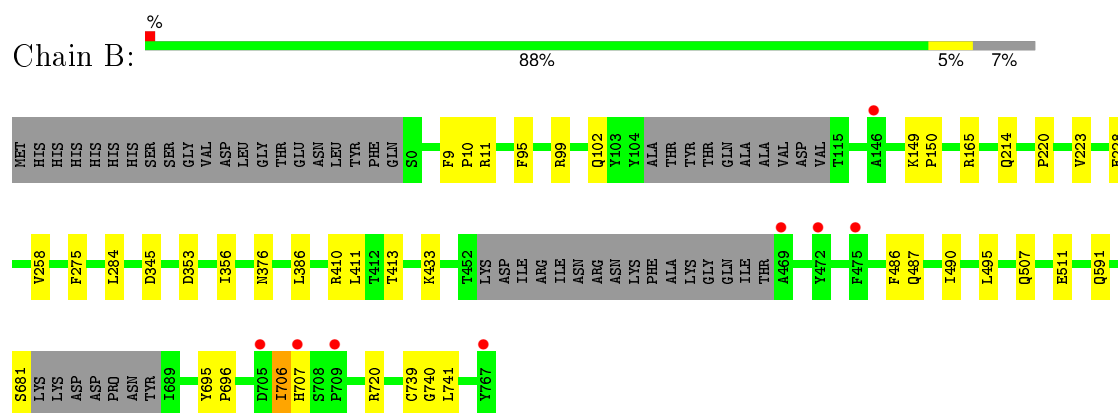 %
Chain B:
88% 5% 7%
MET HIS HIS HIS HIS HIS HIS SER SER GLY VAL ASP LEU GLY THR GLU ASN LEU TYR PHE GLN S0 F9 P10 R11 F95 R99 Q102 Y103 Y104 ALA THR TYR THR GLN ALA ALA VAL ASP VAL T115 A146 K149 P150 R165 Q214 P220 V223
V258 F275 L284 D345 D353 I356 N376 L386 R410 L411 T412 T413 K433 T452 LYS ASP ILE ARG ILE ASN ARG ASN LYS PHE ALA LYS GLY GLN ILE THR A469 Y472 F475 F486 Q487 I490 L495 Q507 E511 Q591
S681 LYS LYS ASP ASP PRO ASN TYR I689 Y695 P696 D705 I706 H707 S708 P709 R720 C739 G740 L741 Y767